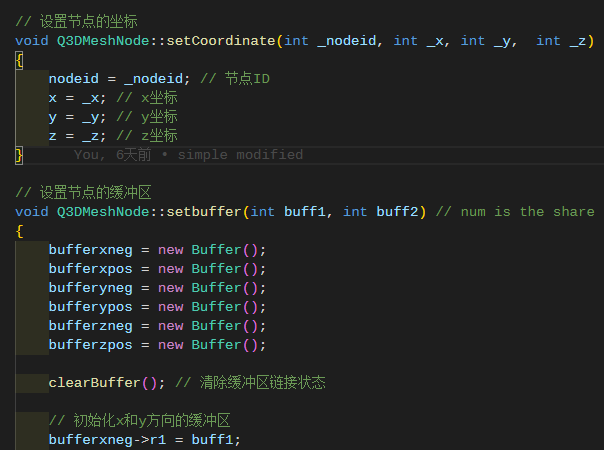 // 设置节点的坐标
void Q3DMeshNode::setCoordinate(int _nodeid, int _x, int _y,  int _z)
{
    nodeid = _nodeid; // 节点ID
    x = _x; // x坐标
    y = _y; // y坐标
    z = _z; // z坐标
}      You, 6天前 • simple modified

// 设置节点的缓冲区
void Q3DMeshNode::setbuffer(int buff1, int buff2) // num is the share
{
    bufferxneg = new Buffer();
    bufferxpos = new Buffer();
    bufferyneg = new Buffer();
    bufferypos = new Buffer();
    bufferzneg = new Buffer();
    bufferzpos = new Buffer();

    clearBuffer(); // 清除缓冲区链接状态

    // 初始化x和y方向的缓冲区
    bufferxneg->r1 = buff1;